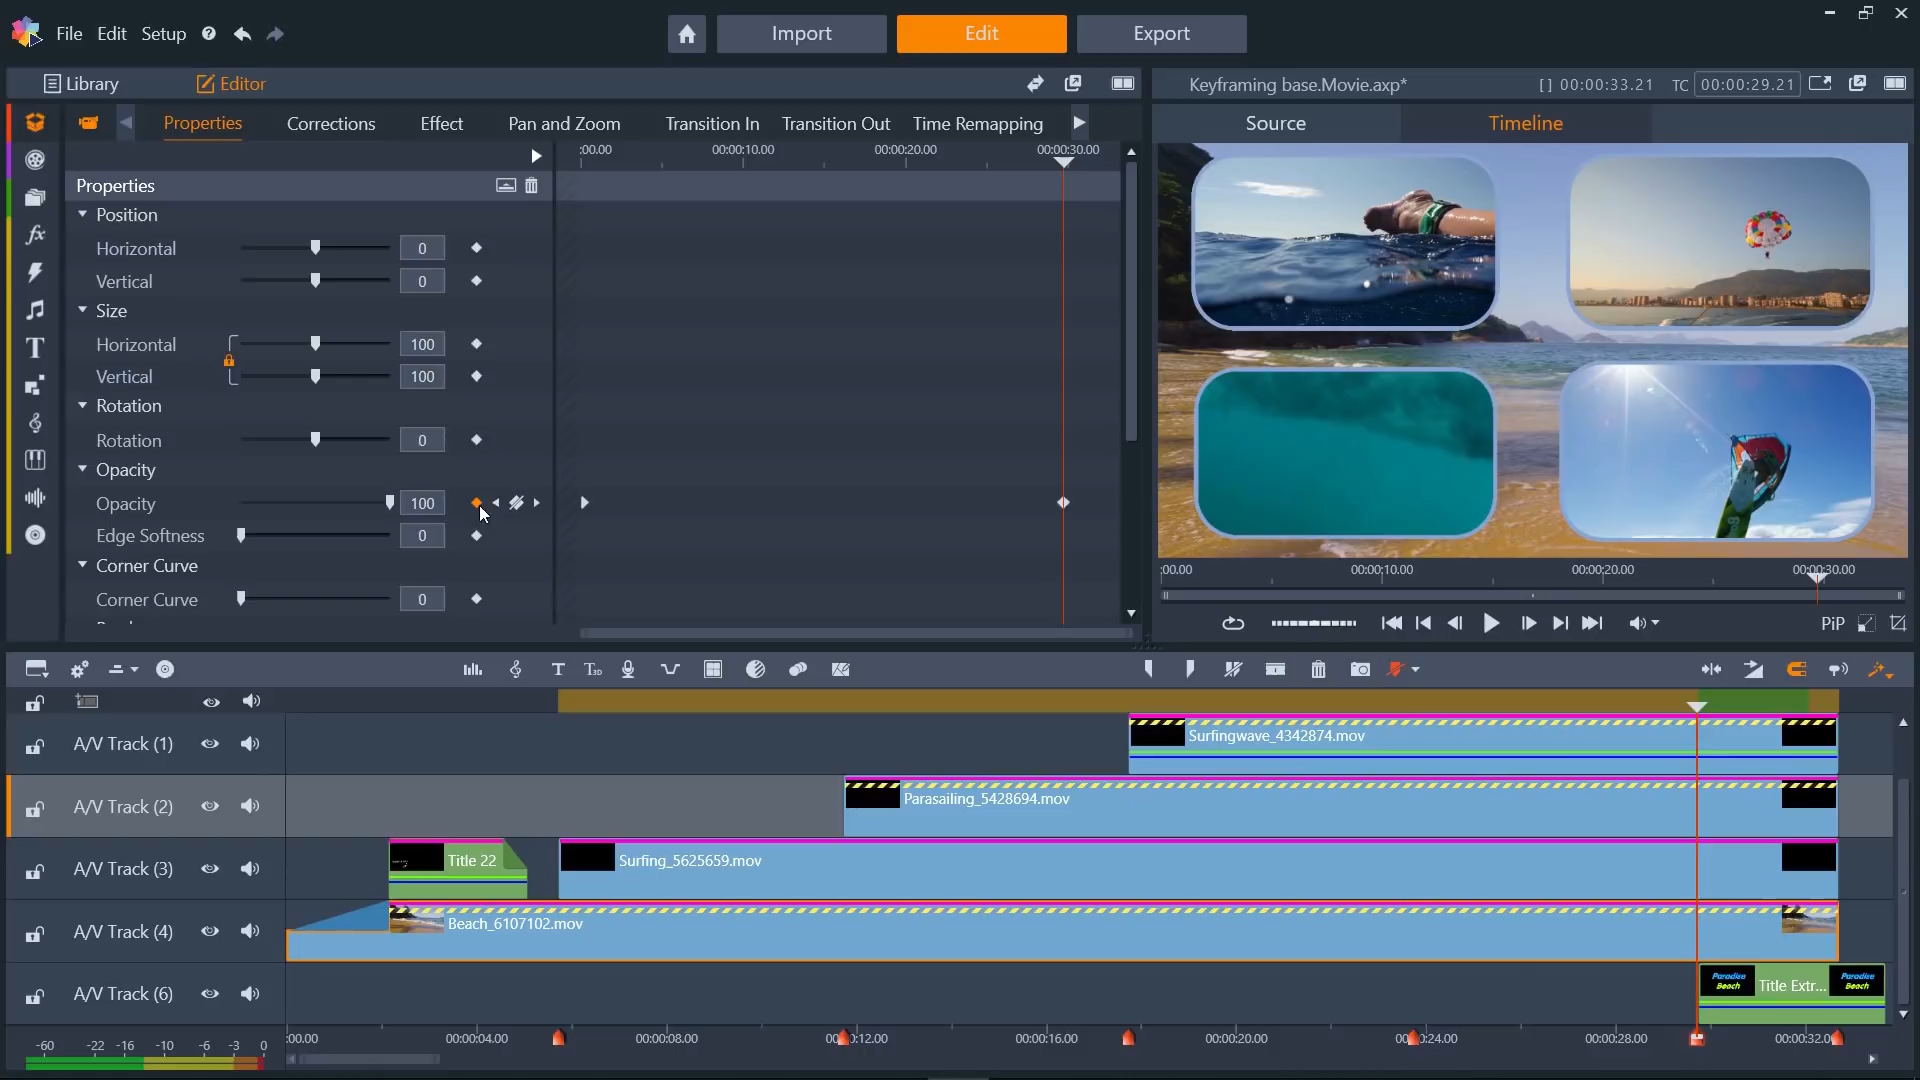 File Edit Setup
Import Edit Export
Library Editor
Keyframing base.Movie.axp* [] 00:00:33.21 TC 00:00:29.21
Properties Corrections Effect Pan and Zoom Transition In Transition Out Time Remapping
Source Timeline
:00.00 00:00:10.00 00:00:20.00 00:00:30.00
Properties
Position
Horizontal 0
Vertical 0
Size
Horizontal 100
Vertical 100
Rotation
Rotation 0
Opacity
Opacity 100
Edge Softness 0
Corner Curve
Corner Curve 0
:00.00 00:00:10.00 00:00:20.00 00:00:30.00
PiP
A/V Track (1) Surfingwave_4342874.mov
A/V Track (2) Parasailing_5428694.mov
A/V Track (3) Title 22 Surfing_5625659.mov
A/V Track (4) Beach_6107102.mov
A/V Track (6) Paradise Beach Title Extr... Paradise Beach
-60 -22 -16 -10 -6 -3 0
:00.00 00:00:04.00 00:00:08.00 00:00:12.00 00:00:16.00 00:00:20.00 00:00:24.00 00:00:28.00 00:00:32.0